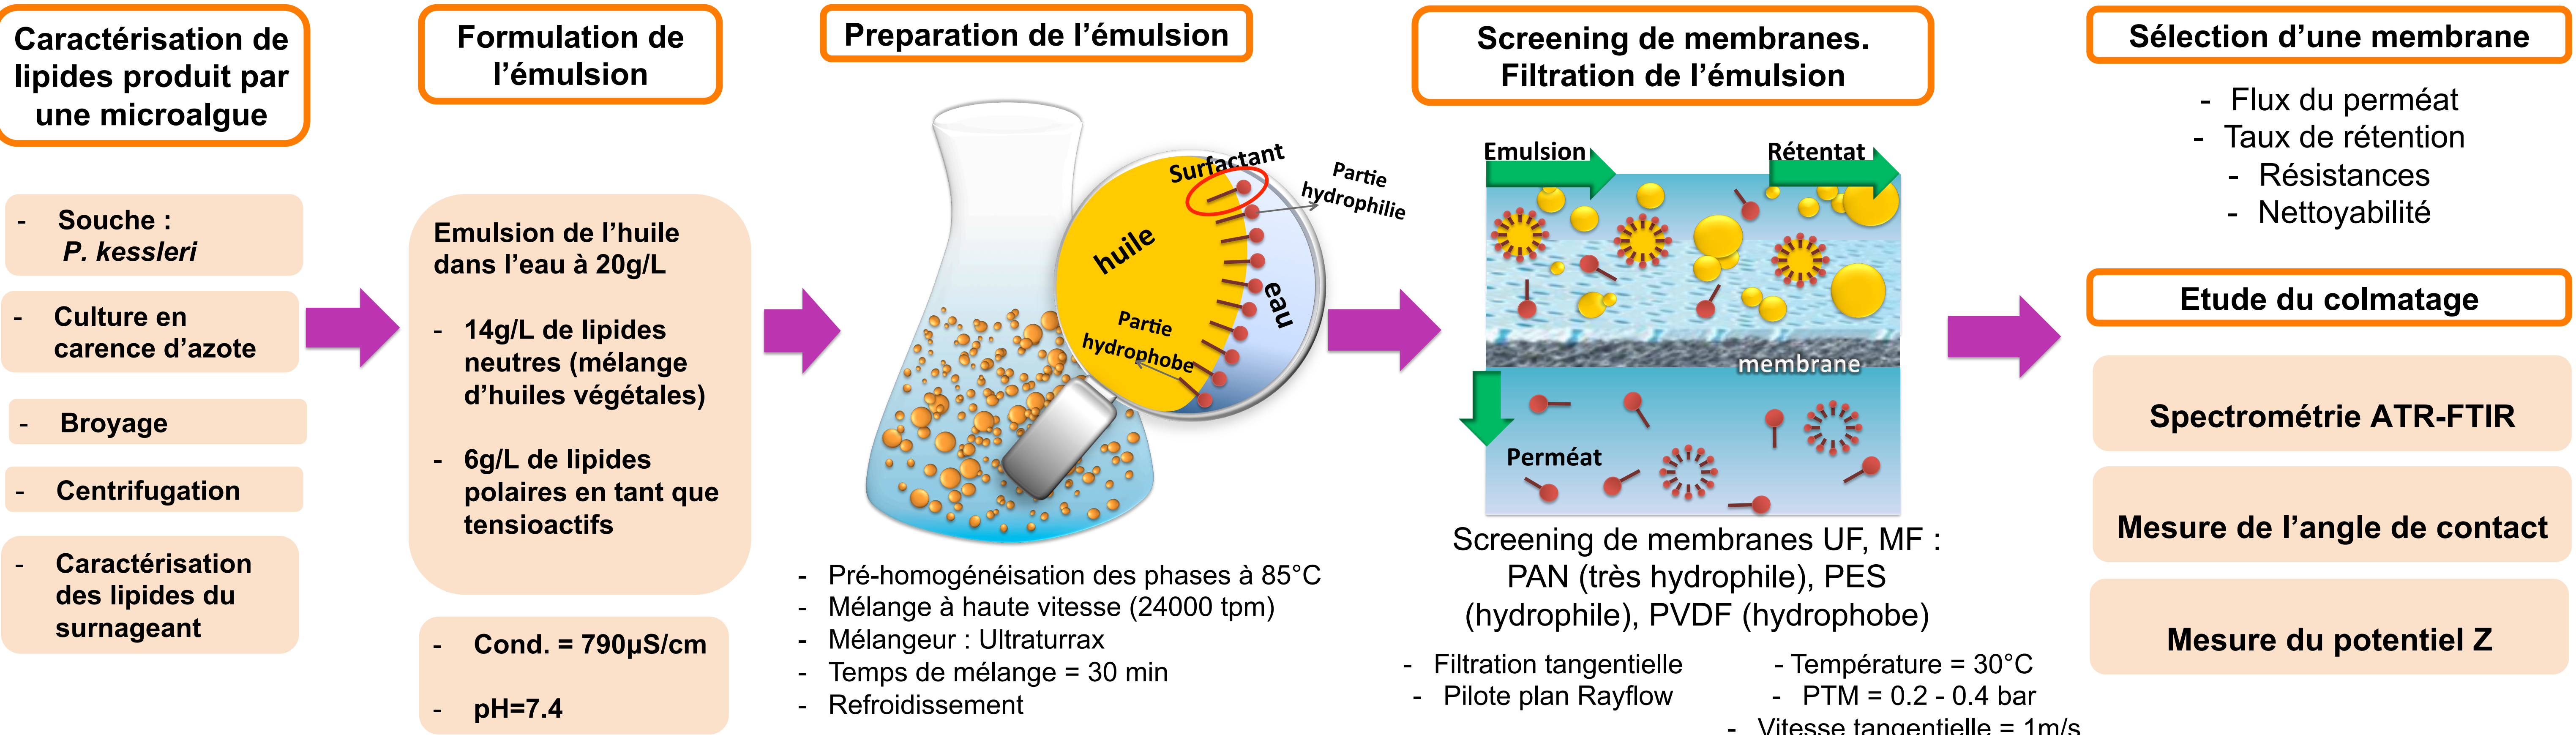 Caractérisation de
lipides produit par
une microalgue
- Souche :
P. kessleri
- Culture en
carence d'azote
- Broyage
- Centrifugation
- Caractérisation
des lipides du
surnageant
Formulation de
l'émulsion
Emulsion de l'huile
dans l'eau à 20g/L
- 14g/L de lipides
neutres (mélange
d'huiles végétales)
- 6g/L de lipides
polaires en tant que
tensioactifs
- Cond. = 790µS/cm
- pH=7.4
Preparation de l'émulsion
Surfactant
Partie
hydrophilie
huile
eau
Partie
hydrophobe
- Pré-homogénéisation des phases à 85°C
- Mélange à haute vitesse (24000 tpm)
- Mélangeur : Ultraturrax
- Temps de mélange = 30 min
- Refroidissement
Screening de membranes.
Filtration de l'émulsion
Emulsion
Rétentat
membrane
Perméat
Screening de membranes UF, MF :
PAN (très hydrophile), PES
(hydrophile), PVDF (hydrophobe)
- Filtration tangentielle
- Pilote plan Rayflow
- Température = 30°C
- PTM = 0.2 - 0.4 bar
- Vitesse tangentielle = 1m/s
Sélection d'une membrane
- Flux du perméat
- Taux de rétention
- Résistances
- Nettoyabilité
Etude du colmatage
Spectrométrie ATR-FTIR
Mesure de l'angle de contact
Mesure du potentiel Z